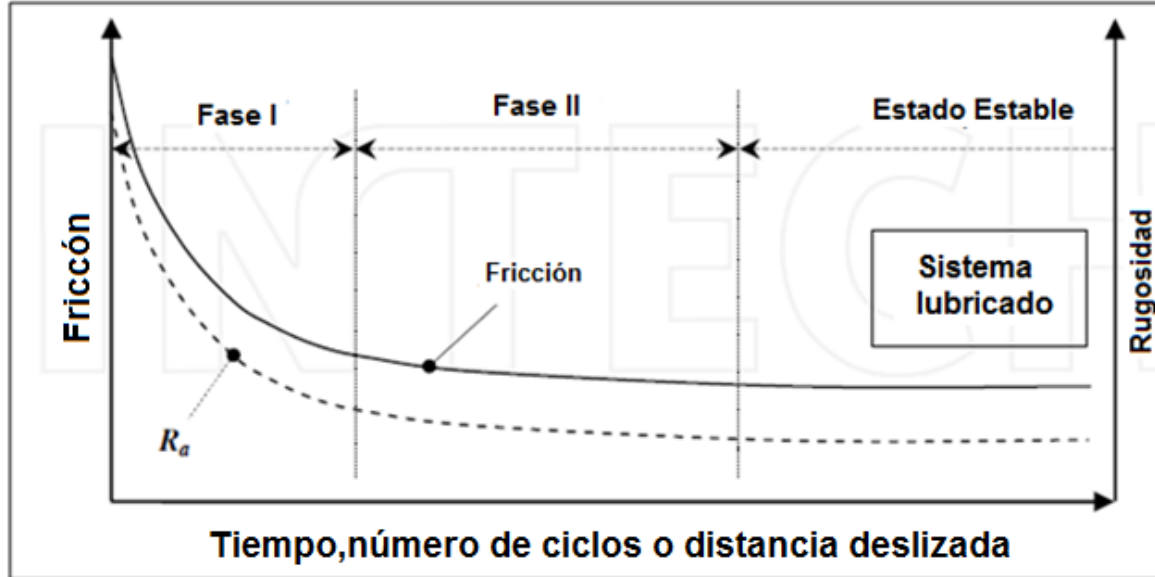 Fase I
Fase II
Estado Estable
Friccón
Fricción
Sistema
lubricado
Rugosidad
Ra
Tiempo,número de ciclos o distancia deslizada
INTECH